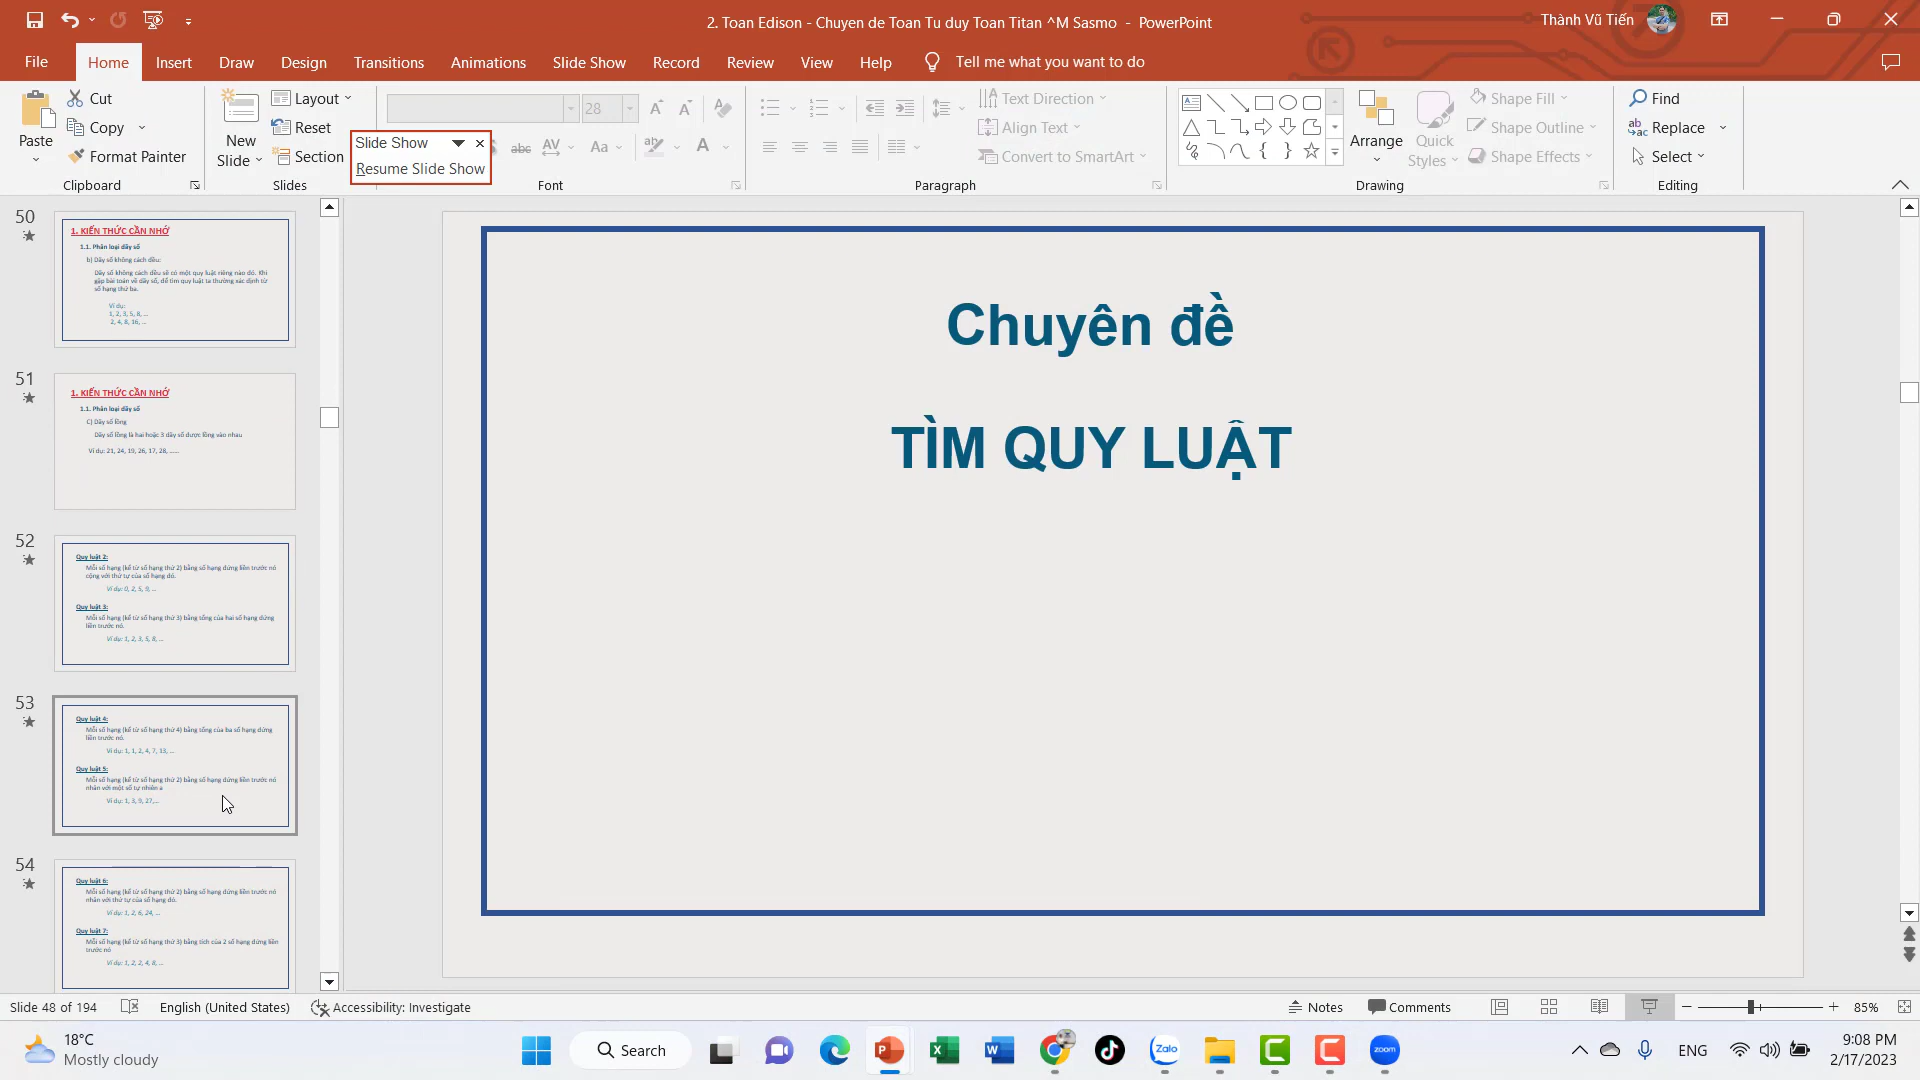 2. Toan Edison - Chuyen de Toan Tu duy Toan Titan ^M Sasmo - PowerPoint
Thành Vũ Tiến
File Home Insert Draw Design Transitions Animations Slide Show Record Review View Help Tell me what you want to do
Paste
Cut
Copy
Format Painter
Clipboard
New Slide
Layout
Reset
Section
Slides
Slide Show
Resume Slide Show
28
Aa
Font
Text Direction
Align Text
Convert to SmartArt
Paragraph
Arrange
Quick Styles
Shape Fill
Shape Outline
Shape Effects
Drawing
Find
Replace
Select
Editing
50
1. KIẾN THỨC CẦN NHỚ
1.1. Phân loại dãy số
b) Dãy số không cách đều:
Dãy số không cách đều sẽ có một quy luật riêng nào đó. Khi
gặp bài toán về dãy số, để tìm quy luật ta thường xác định từ
số hạng thứ ba.
Ví dụ:
1, 2, 3, 5, 8, ...
2, 4, 8, 16, ...
51
1. KIẾN THỨC CẦN NHỚ
1.1. Phân loại dãy số
C) Dãy số lồng
Dãy số lồng là hai hoặc 3 dãy số được lồng vào nhau
Ví dụ: 21, 24, 19, 26, 17, 28, ......
52
Quy luật 2:
Mỗi số hạng (kể từ số hạng thứ 2) bằng số hạng đứng liền trước nó
cộng với thứ tự của số hạng đó.
Ví dụ: 0, 2, 5, 9, ...
Quy luật 3:
Mỗi số hạng (kể từ số hạng thứ 3) bằng tổng của hai số hạng đứng
liền trước nó.
Ví dụ: 1, 2, 3, 5, 8, ...
53
Quy luật 4:
Mỗi số hạng (kể từ số hạng thứ 4) bằng tổng của ba số hạng đứng
liền trước nó.
Ví dụ: 1, 1, 2, 4, 7, 13, ...
Quy luật 5:
Mỗi số hạng (kể từ số hạng thứ 2) bằng số hạng đứng liền trước nó
nhân với một số tự nhiên a
Ví dụ: 1, 3, 9, 27,...
54
Quy luật 6:
Mỗi số hạng (kể từ số hạng thứ 2) bằng số hạng đứng liền trước nó
nhân với thứ tự của số hạng đó.
Ví dụ: 1, 2, 6, 24, ...
Quy luật 7:
Mỗi số hạng (kể từ số hạng thứ 3) bằng tích của 2 số hạng đứng liền
trước nó
Ví dụ: 1, 2, 2, 4, 8, ...
Chuyên đề
TÌM QUY LUẬT
Slide 48 of 194 English (United States) Accessibility: Investigate Notes Comments 85%
18°C
Mostly cloudy
Search
Zalo
zoom
ENG
9:08 PM
2/17/2023